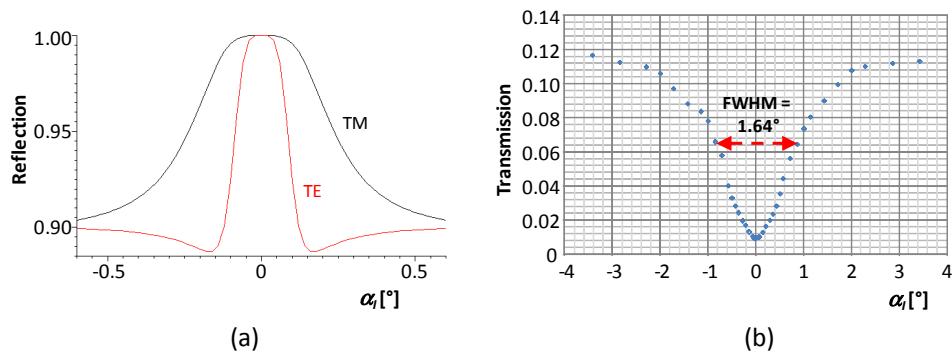 1.00
0.95
0.90
Reflection
TM
TE
-0.5
0
0.5
αI [°]
(a)
0.14
0.12
0.10
0.08
0.06
0.04
0.02
0
Transmission
FWHM =
1.64°
-4
-3
-2
-1
0
1
2
3
4
αI [°]
(b)